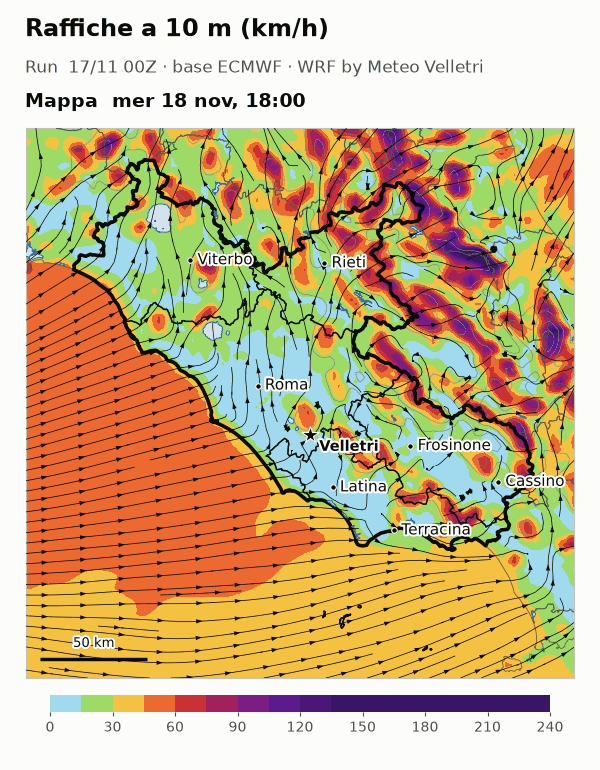 Raffiche a 10 m (km/h)
Run  17/11 00Z · base ECMWF · WRF by Meteo Velletri
Mappa  mer 18 nov, 18:00
Viterbo
Rieti
Roma
Velletri
Frosinone
Cassino
Latina
Terracina
50 km
0 30 60 90 120 150 180 210 240